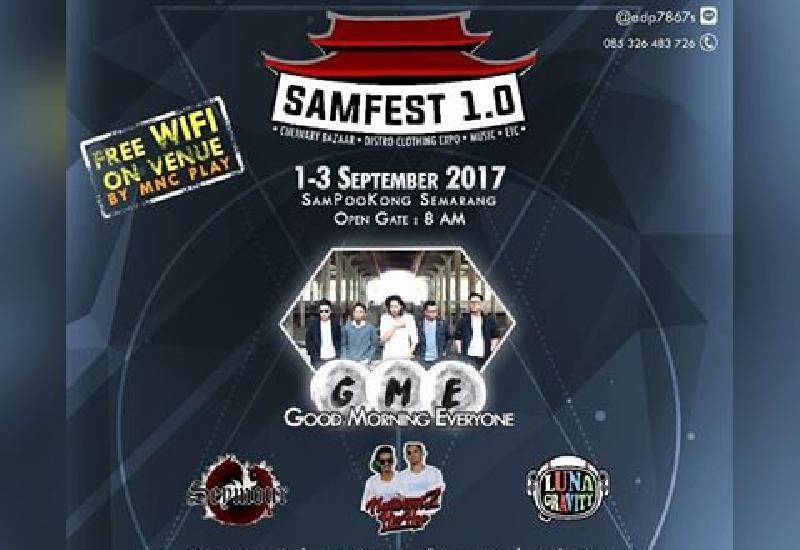 @adp7867s
085 326 483 726
SAMFEST 1.0
• CULINARY BAZAAR • DISTRO CLOTHING EXPO • MUSIC • ETC •
FREE WIFI
ON VENUE
BY MNC PLAY
1-3 SEPTEMBER 2017
SAMPOOKONG SEMARANG
OPEN GATE : 8 AM
G M E
GOOD MORNING EVERYONE
LUNA
GRAVITY